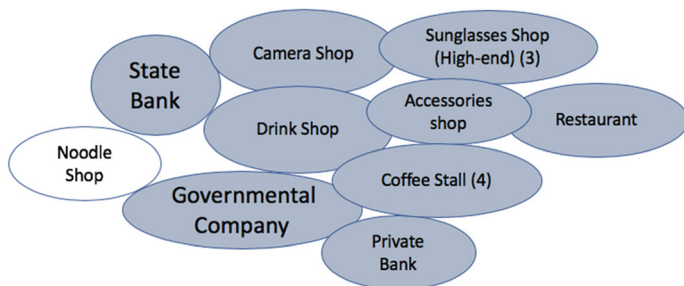 Camera Shop
Sunglasses Shop
(High-end) (3)
State
Bank
Accessories
shop
Restaurant
Drink Shop
Noodle
Shop
Coffee Stall (4)
Governmental
Company
Private
Bank